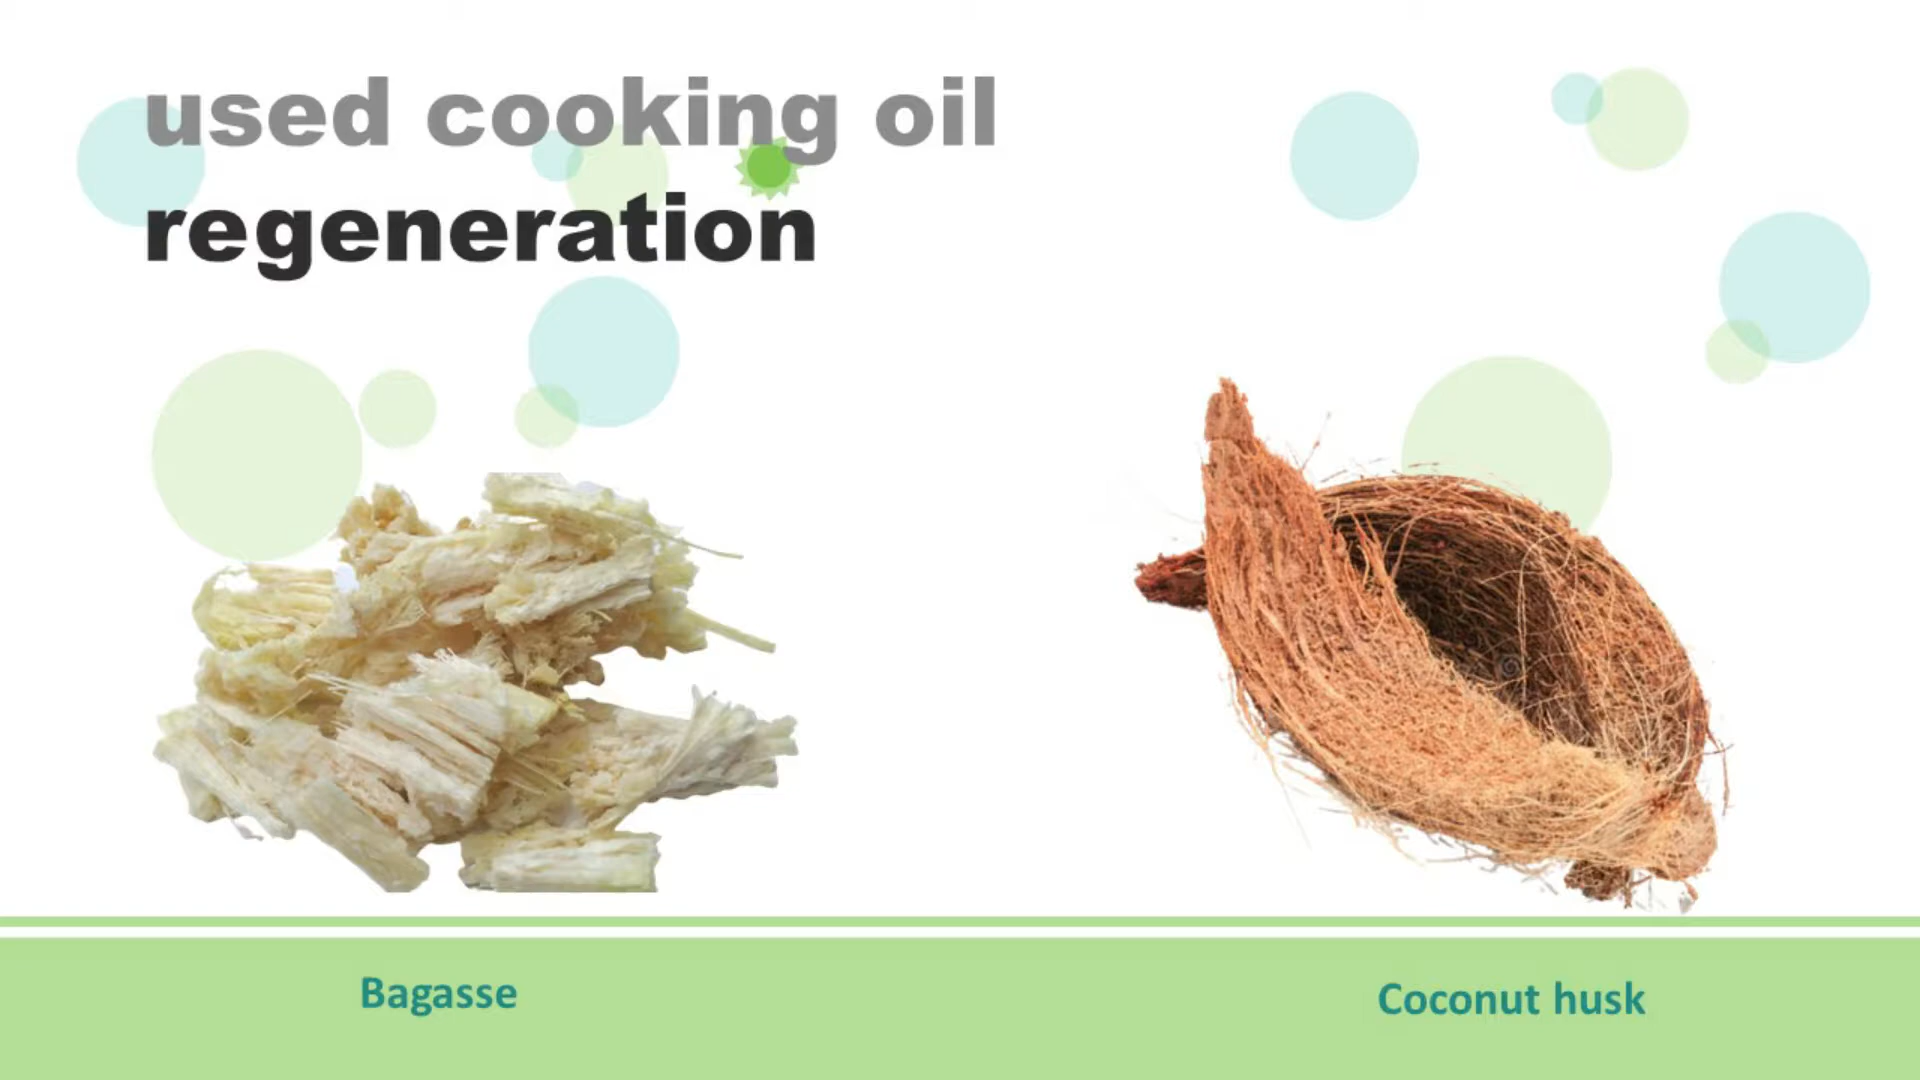 used cooking oil
regeneration
Bagasse
Coconut husk